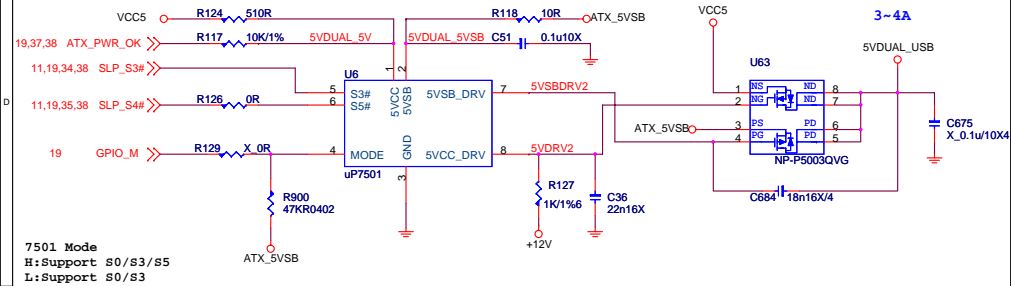 VCC5
R124
510R
R118
10R
ATX_5VSB
3~4A
19,37,38
ATX_PWR_OK
R117
10K/1%
5VDUAL_5V
5VDUAL_5VSB
C51
0.1u10X
VCC5
5VDUAL_USB
11,19,34,38
SLP_S3#
U6
U63
1
2
D
5
S3#
5VCC
5VSB
5VSB_DRV
7
5VSBDRV2
1
NS
ND
8
11,19,35,38
SLP_S4#
R126
0R
6
S5#
2
NG
ND
7
ATX_5VSB
3
PS
PD
6
C675
X_0.1u/10X4
4
PG
PD
5
19
GPIO_M
R129
X_0R
4
MODE
GND
5VCC_DRV
8
5VDRV2
NP-P5003QVG
uP7501
3
R127
1K/1%6
C36
22n16X
C684
18n16X/4
R900
47KR0402
+12V
ATX_5VSB
7501 Mode
H:Support S0/S3/S5
L:Support S0/S3